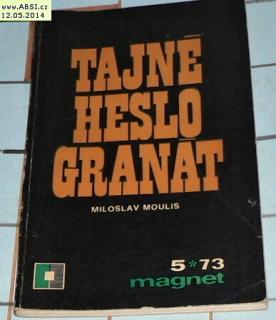 www.ABSI.cz
12.05.2014
TAJNÉ
HESLO
GRANÁT
MILOSLAV MOULIS
5*73
magnet